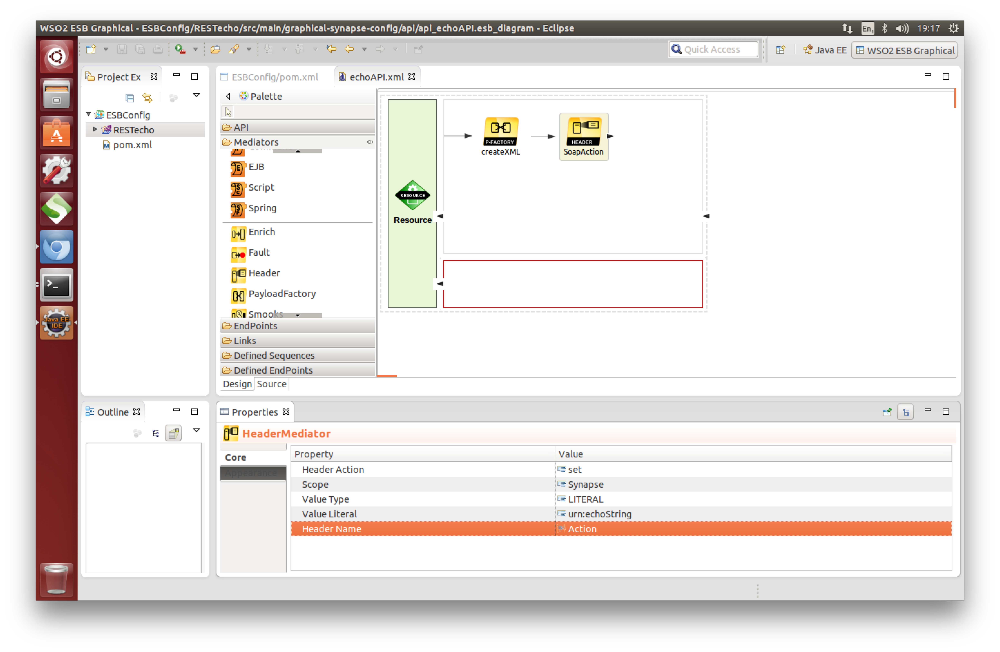 WSO2 ESB Graphical - ESBConfig/RESTecho/src/main/graphical-synapse-config/api/api_echoAPI.esb_diagram - Eclipse
En1 19:17
Quick Access Java EE WSO2 ESB Graphical
Project Ex
ESBConfig
RESTecho
pom.xml
ESBConfig/pom.xml echoAPI.xml
Palette
API
Mediators
EJB
Script
Spring
Enrich
Fault
Header
PayloadFactory
Smooks
EndPoints
Links
Defined Sequences
Defined EndPoints
P-FACTORY
createXML
HEADER
SoapAction
RESOURCE
Resource
Design Source
Java EE
IDE
Outline
Properties
HeaderMediator
Core
Appearance
Property Value
Header Action set
Scope Synapse
Value Type LITERAL
Value Literal urn:echoString
Header Name Action